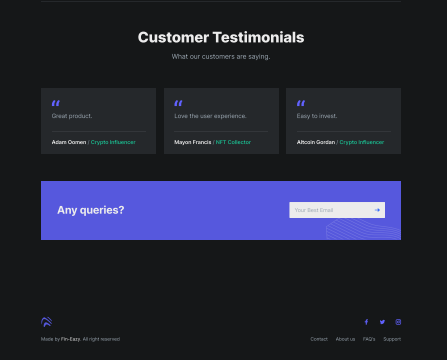 Customer Testimonials
What our customers are saying.
“ “ “
Great product. Love the user experience. Easy to invest.
Adam Oomen / Crypto Influencer Mayon Francis / NFT Collector Altcoin Gordan / Crypto Influencer
Any queries? Your Best Email
Made by Fin-Easy. All right reserved Contact About us FAQ's Support